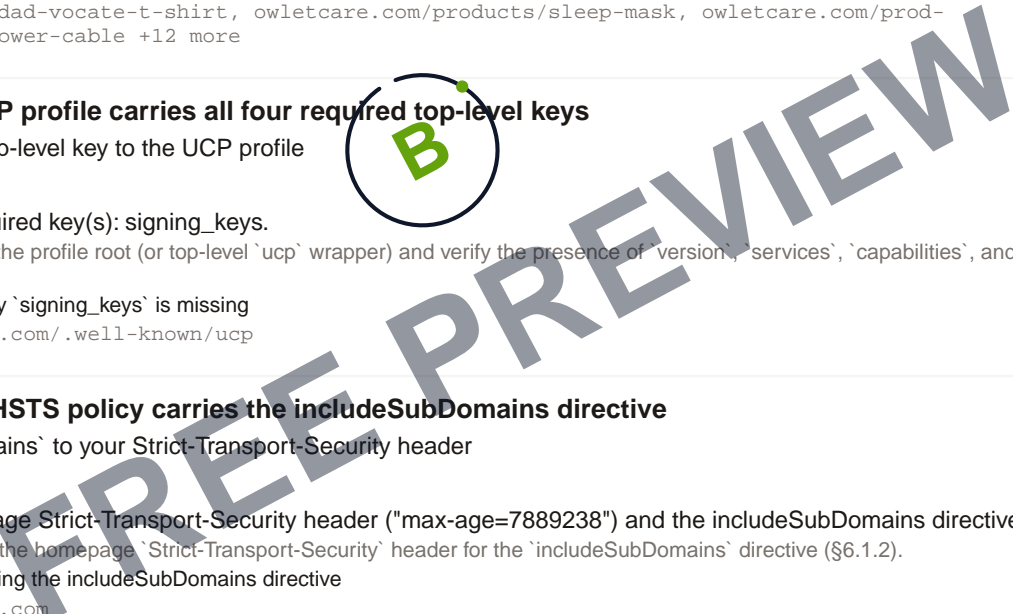 dad-vocate-t-shirt, owletcare.com/products/sleep-mask, owletcare.com/prod-
ower-cable +12 more
P profile carries all four required top-level keys
B
o-level key to the UCP profile
uired key(s): signing_keys.
the profile root (or top-level `ucp` wrapper) and verify the presence of `version`, `services`, `capabilities`, and
y `signing_keys` is missing
.com/.well-known/ucp
FREE PREVIEW
HSTS policy carries the includeSubDomains directive
ains` to your Strict-Transport-Security header
age Strict-Transport-Security header ("max-age=7889238") and the includeSubDomains directive
the homepage `Strict-Transport-Security` header for the `includeSubDomains` directive (§6.1.2).
ing the includeSubDomains directive
.com